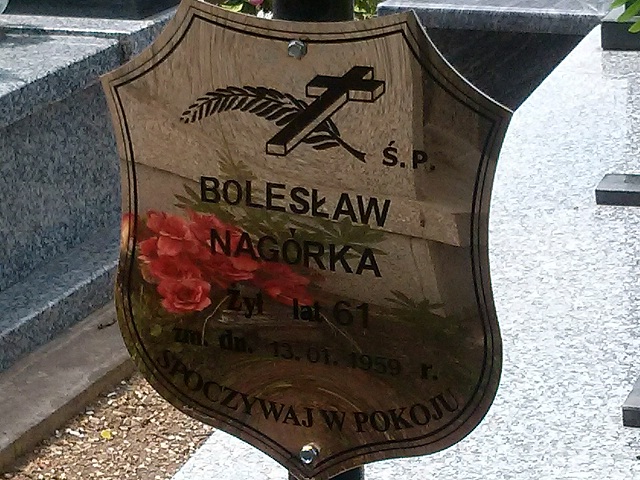 Ś.P.
BOLESŁAW
NAGÓRKA
Żył lat 61
zm. dn. 13.01.1959 r.
SPOCZYWAJ W POKOJU